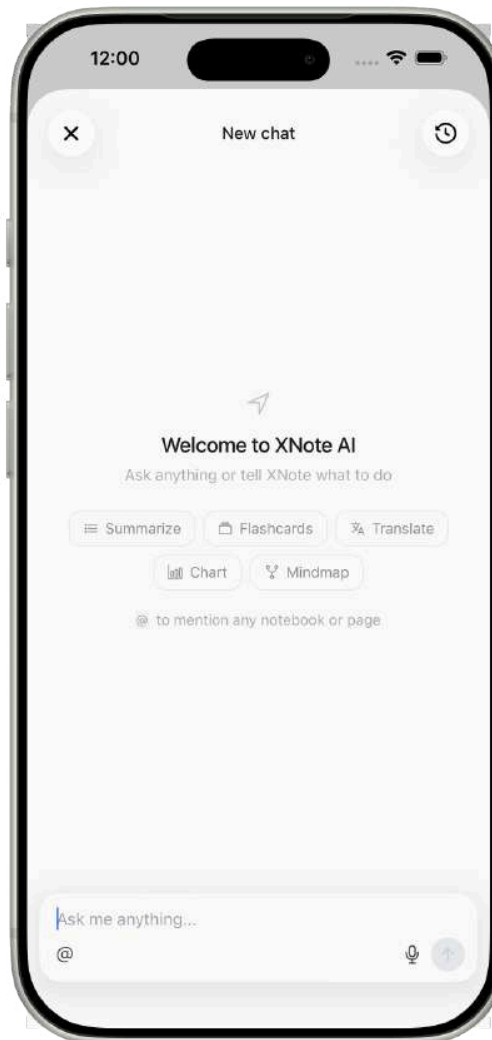 12:00
New chat
Welcome to XNote AI
Ask anything or tell XNote what to do
Summarize
Flashcards
Translate
Chart
Mindmap
@ to mention any notebook or page
Ask me anything...
@